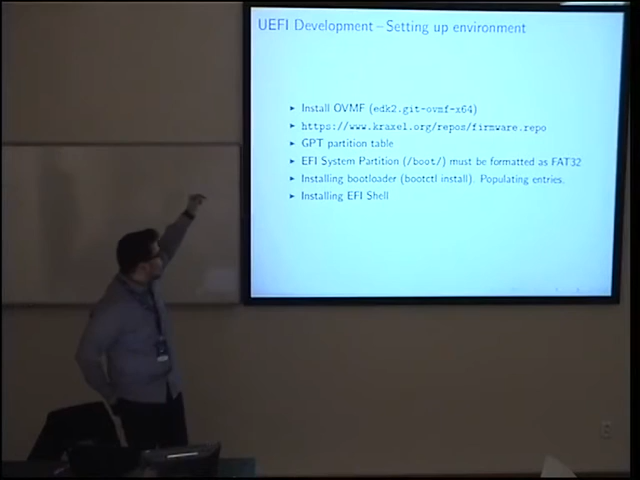 UEFI Development – Setting up environment
▸ Install OVMF (edk2.git-ovmf-x64)
▸ https://www.kraxel.org/repos/firmware.repo
▸ GPT partition table
▸ EFI System Partition (/boot/) must be formatted as FAT32
▸ Installing bootloader (bootctl install). Populating entries.
▸ Installing EFI Shell